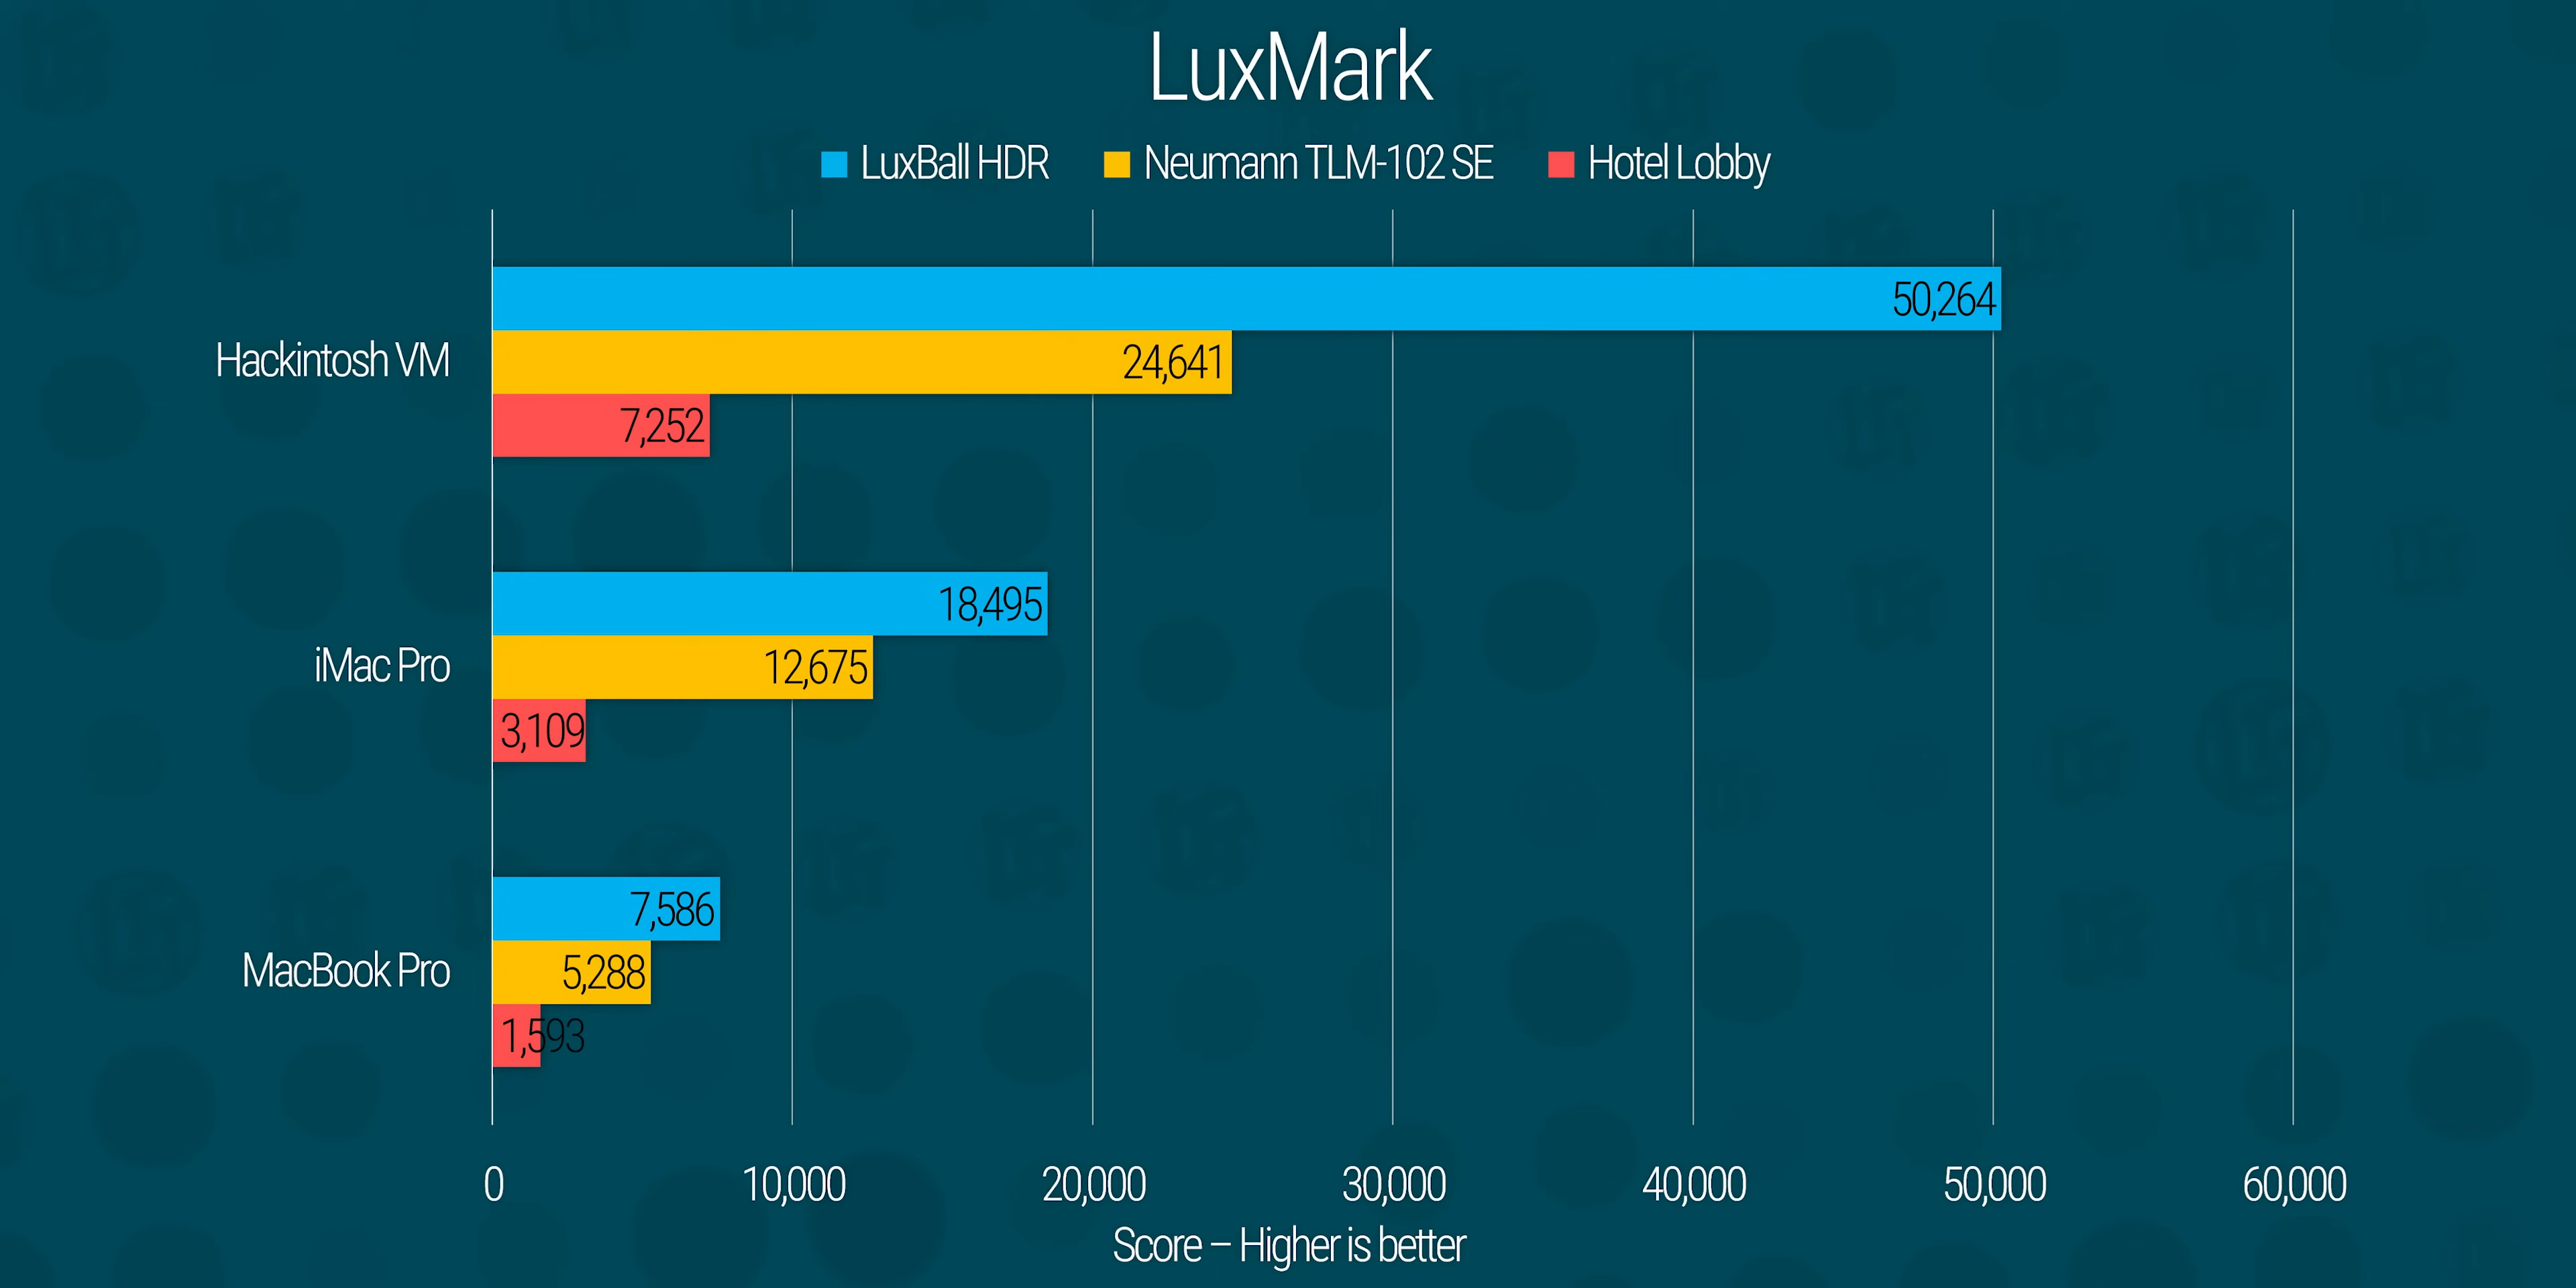 LuxMark
LuxBall HDR Neumann TLM-102 SE Hotel Lobby
50,264
Hackintosh VM 24,641
7,252
18,495
iMac Pro 12,675
3,109
7,586
MacBook Pro 5,288
1,593
0 10,000 20,000 30,000 40,000 50,000 60,000
Score – Higher is better